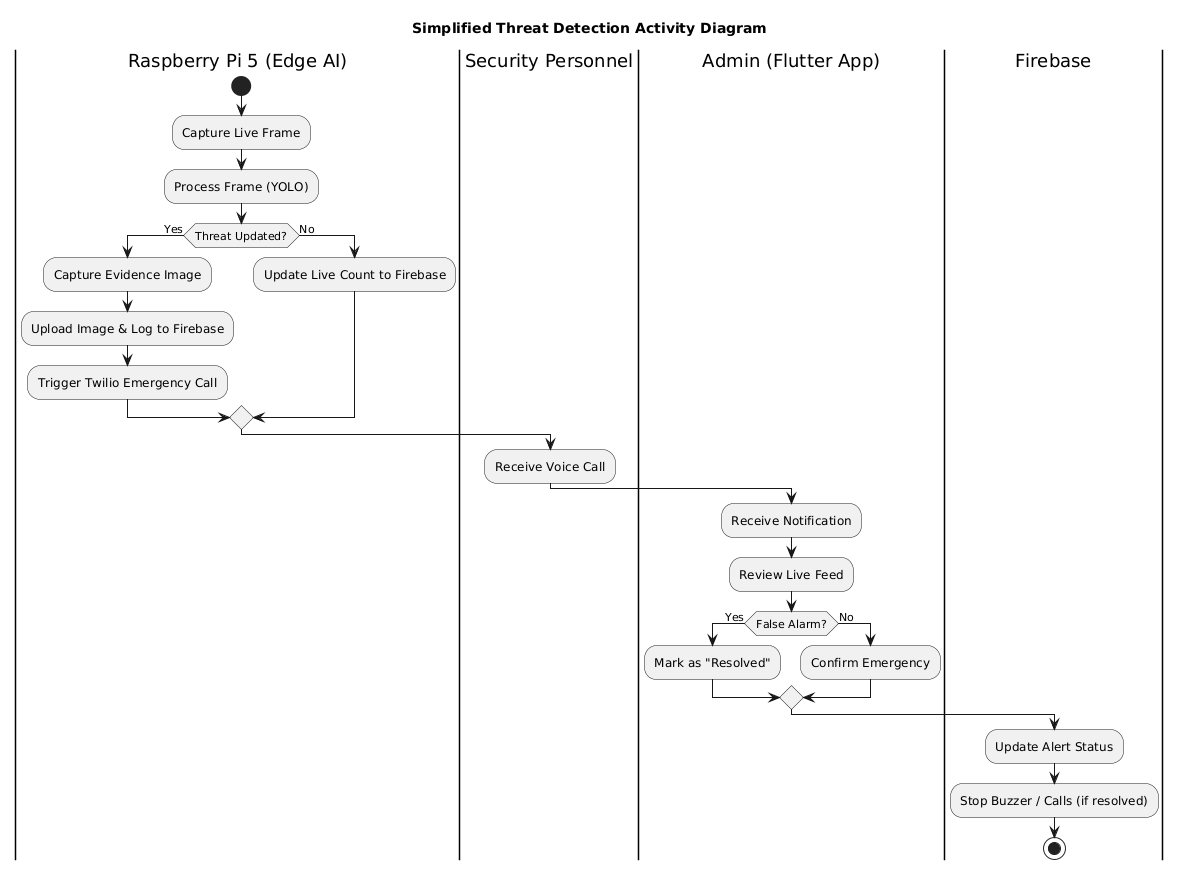 Simplified Threat Detection Activity Diagram
Raspberry Pi 5 (Edge AI)
Security Personnel
Admin (Flutter App)
Firebase
Capture Live Frame
Process Frame (YOLO)
Yes
Threat Updated?
No
Capture Evidence Image
Update Live Count to Firebase
Upload Image & Log to Firebase
Trigger Twilio Emergency Call
Receive Voice Call
Receive Notification
Review Live Feed
Yes
False Alarm?
No
Mark as "Resolved"
Confirm Emergency
Update Alert Status
Stop Buzzer / Calls (if resolved)